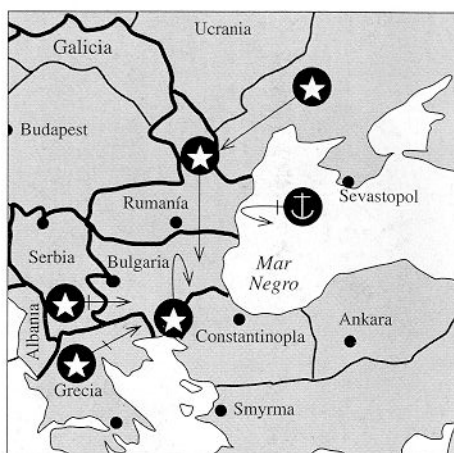 Ucrania
Galicia
Budapest
Sevastopol
Rumanía
Serbia
Bulgaria
Mar
Negro
Albania
Constantinopla
Ankara
Grecia
Smyrma